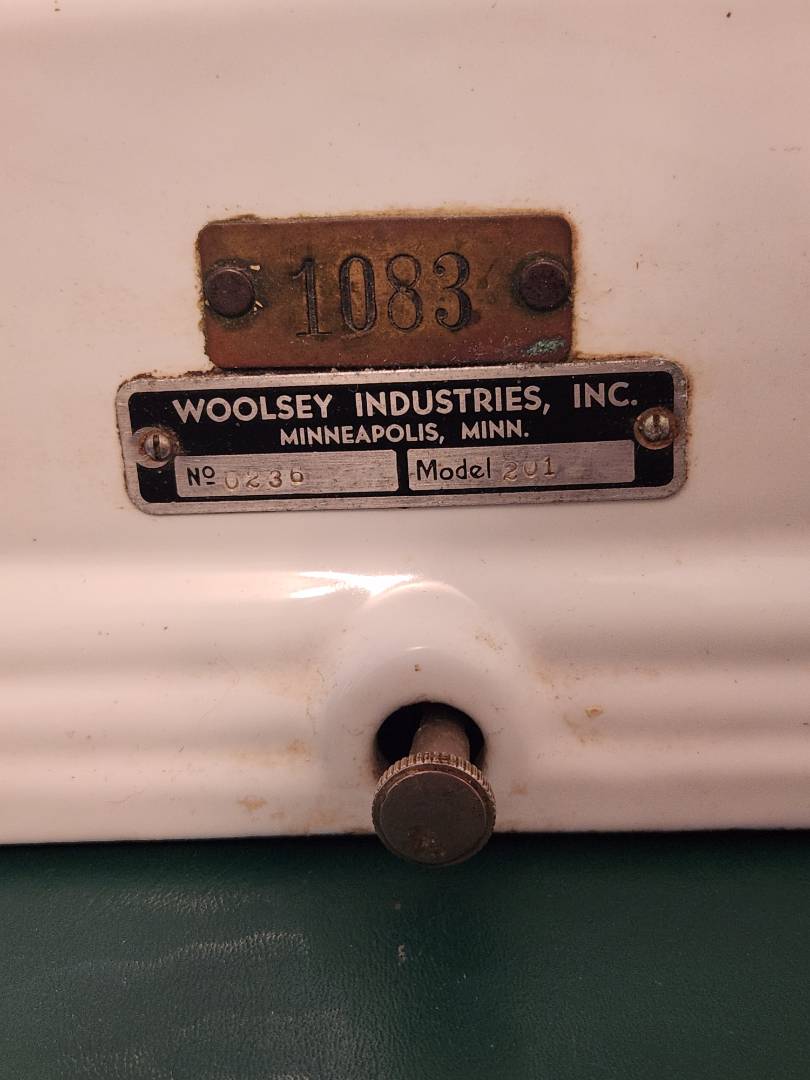 1083
WOOLSEY INDUSTRIES, INC.
MINNEAPOLIS, MINN.
Nº 0236 Model 201